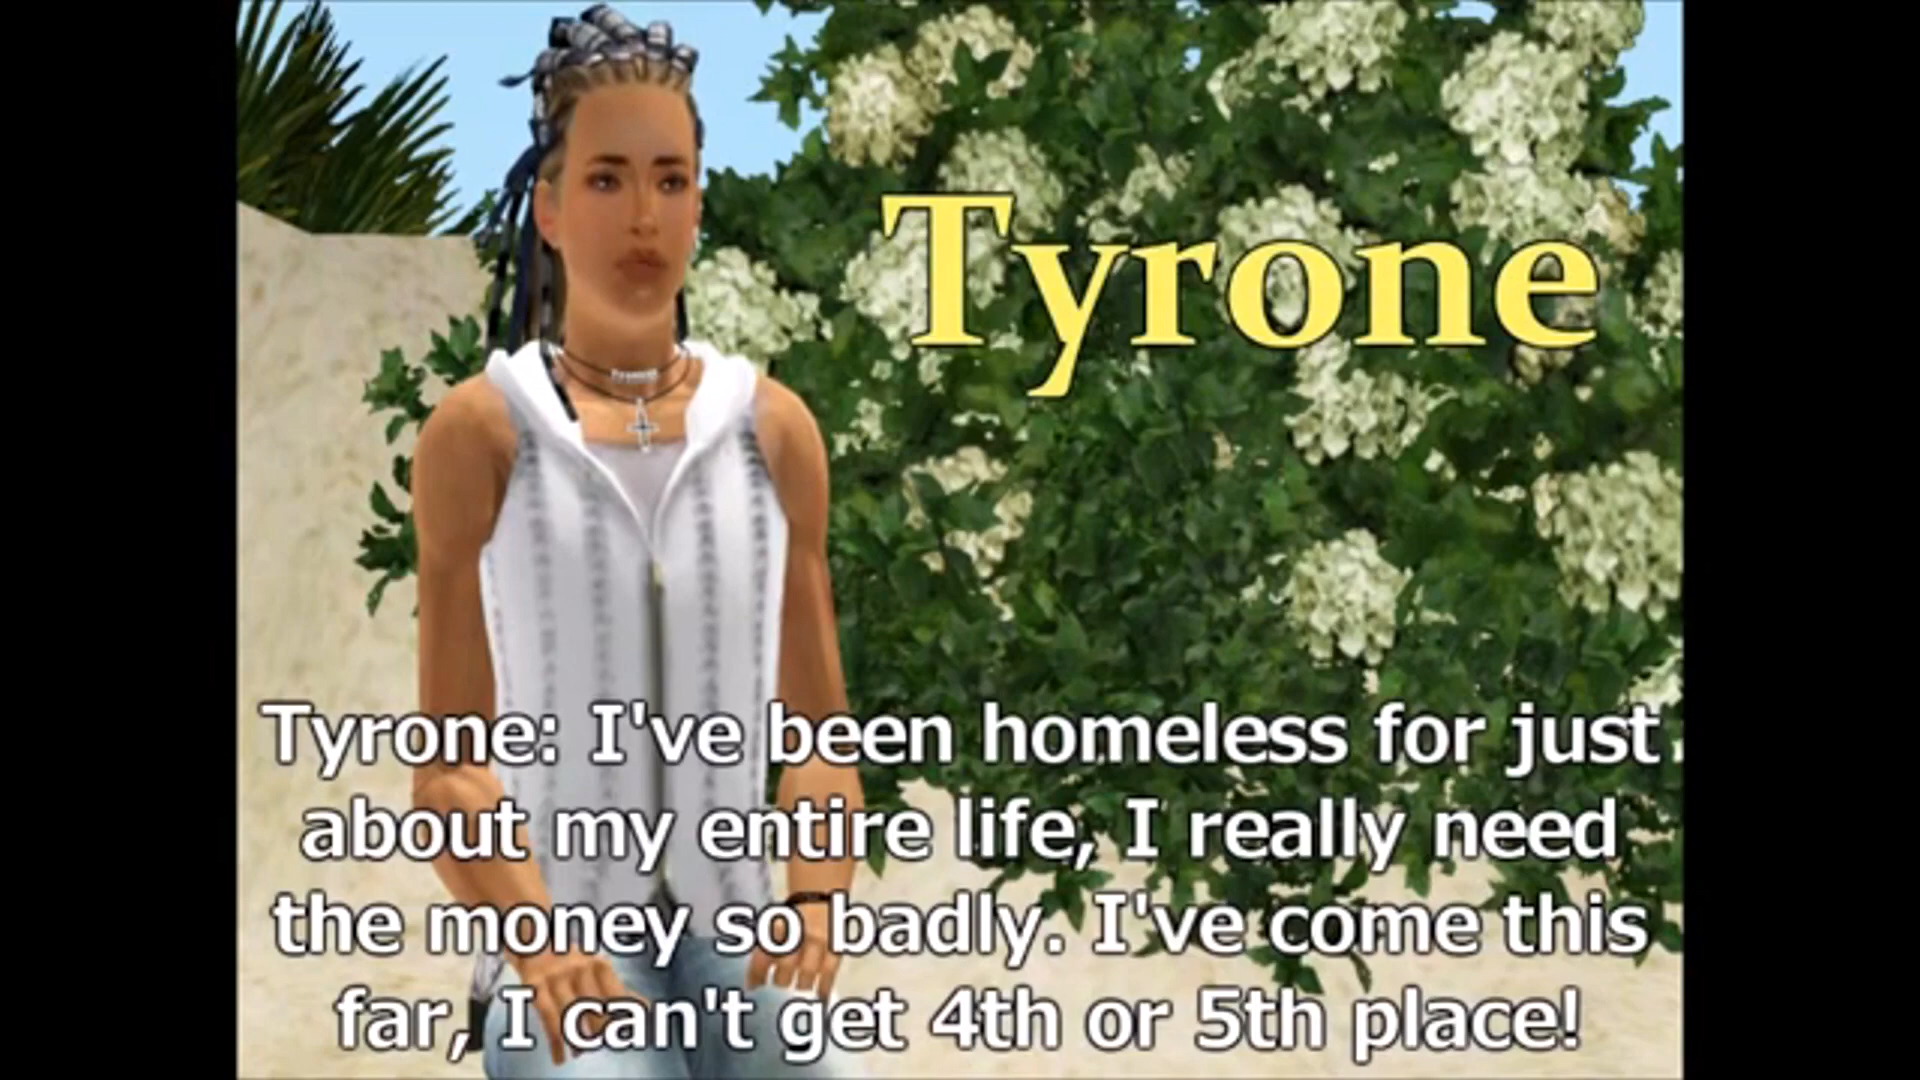 Tyrone
Tyrone: I've been homeless for just
about my entire life, I really need
the money so badly. I've come this
far, I can't get 4th or 5th place!